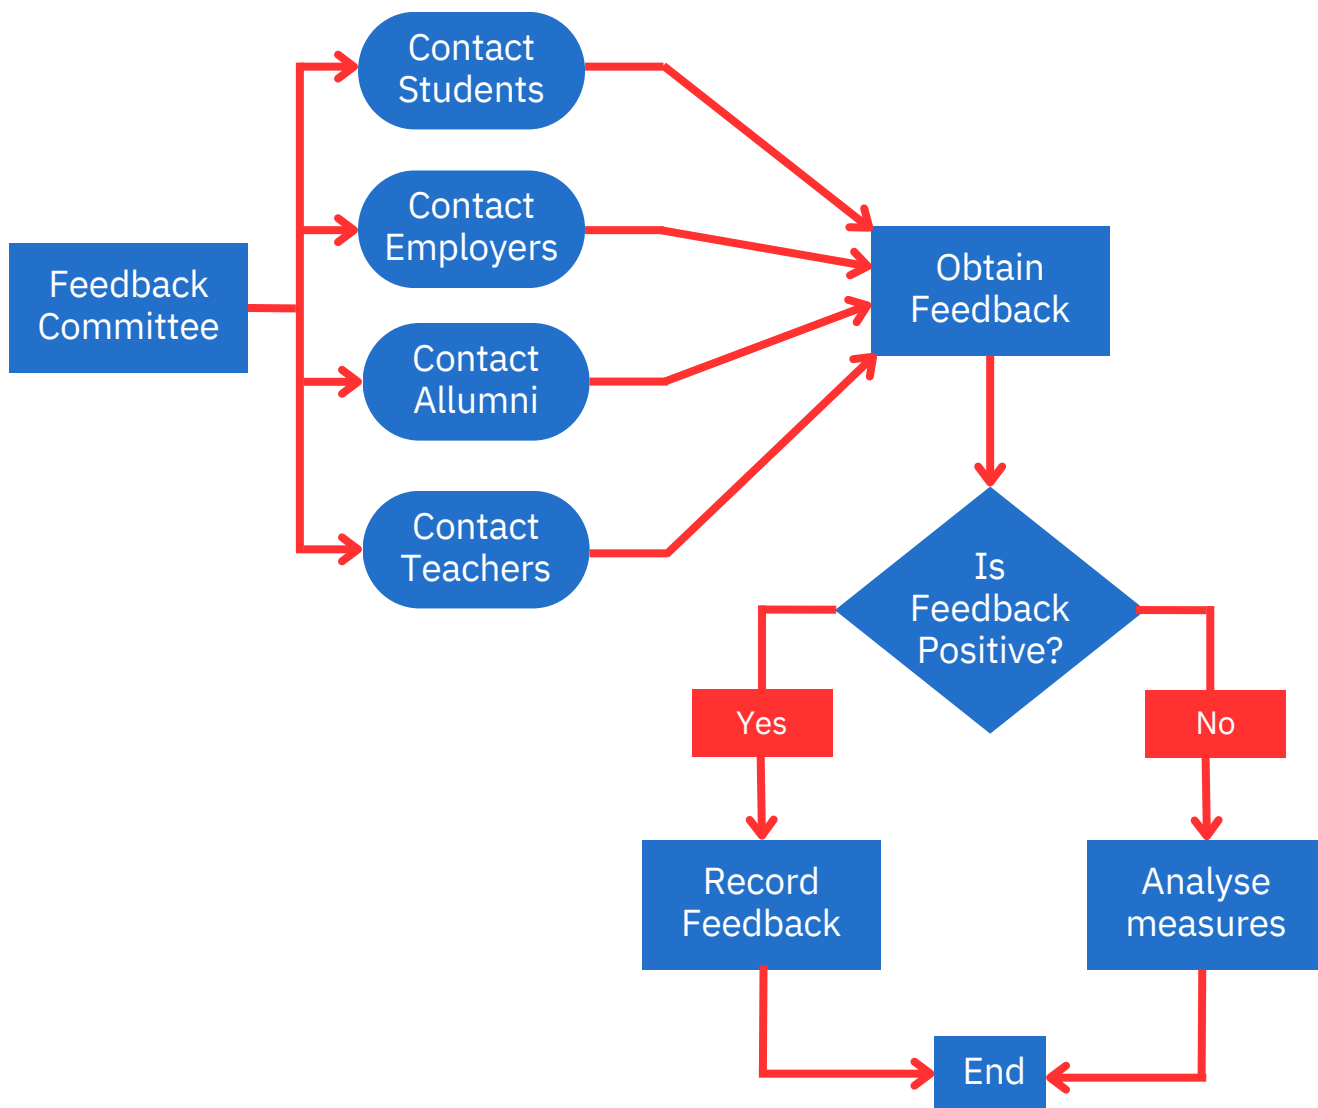 Contact
Students
Contact
Employers
Feedback
Committee
Contact
Allumni
Contact
Teachers
Obtain
Feedback
Is
Feedback
Positive?
Yes
No
Record
Feedback
Analyse
measures
End